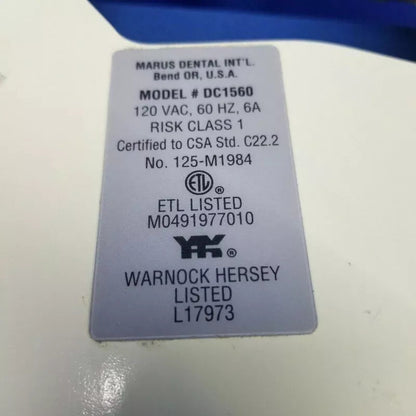 MARUS DENTAL INT'L.
Bend OR, U.S.A.
MODEL # DC1560
120 VAC, 60 HZ, 6A
RISK CLASS 1
Certified to CSA Std. C22.2
No. 125-M1984
ETL ®
ETL LISTED
M0491977010
®
WARNOCK HERSEY
LISTED
L17973